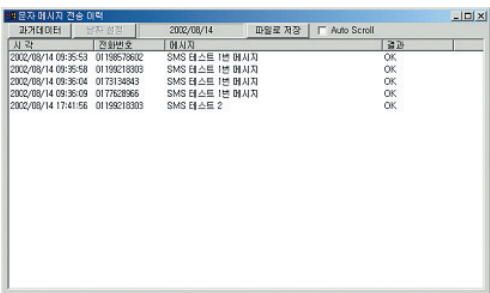 문자 메시지 전송 이력
과거데이터 날자 설정 2002/08/14 파일로 저장 Auto Scroll
시 각 전화번호 메시지 결과
2002/08/14 09:35:53 01198578602 SMS 테스트 1번 메시지 OK
2002/08/14 09:35:58 01199218303 SMS 테스트 1번 메시지 OK
2002/08/14 09:36:04 0173134843 SMS 테스트 1번 메시지 OK
2002/08/14 09:36:09 0177628966 SMS 테스트 1번 메시지 OK
2002/08/14 17:41:56 01199218303 SMS 테스트 2 OK